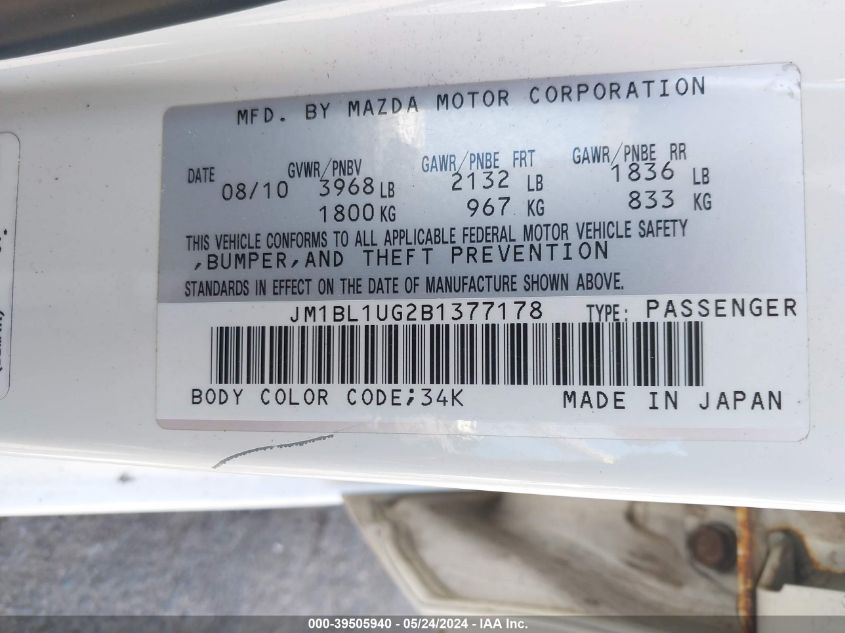 MFD. BY MAZDA MOTOR CORPORATION
DATE GVWR/PNBV GAWR/PNBE FRT GAWR/PNBE RR
08/10 3968 LB 2132 LB 1836 LB
1800 KG 967 KG 833 KG
THIS VEHICLE CONFORMS TO ALL APPLICABLE FEDERAL MOTOR VEHICLE SAFETY
,BUMPER,AND THEFT PREVENTION
STANDARDS IN EFFECT ON THE DATE OF MANUFACTURE SHOWN ABOVE.
JM1BL1UG2B1377178 TYPE: PASSENGER
BODY COLOR CODE;34K MADE IN JAPAN
000-39505940 - 05/24/2024 - IAA Inc.